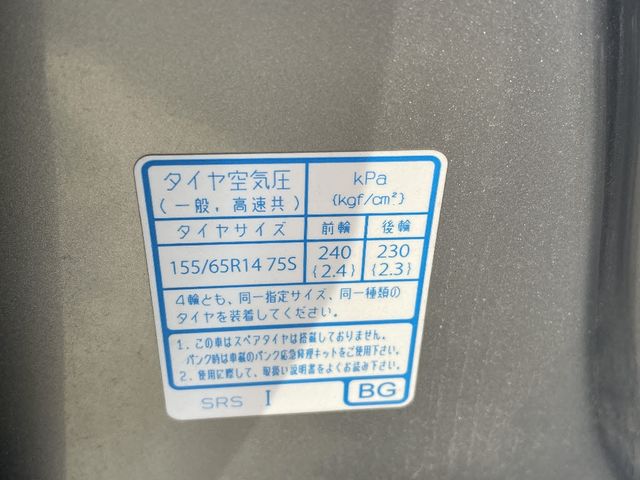 タイヤ空気圧 kPa
(一般，高速共) {kgf/cm²}
タイヤサイズ 前輪 後輪
155/65R14 75S 240 {2.4} 230 {2.3}
4輪とも、同一指定サイズ、同一種類の
タイヤを装着してください。
1．この車はスペアタイヤは搭載しておりません。
パンク時は車載のパンク応急修理キットをご使用下さい。
2．使用に際して、取扱い説明書をよくお読み下さい。
SRS I BG